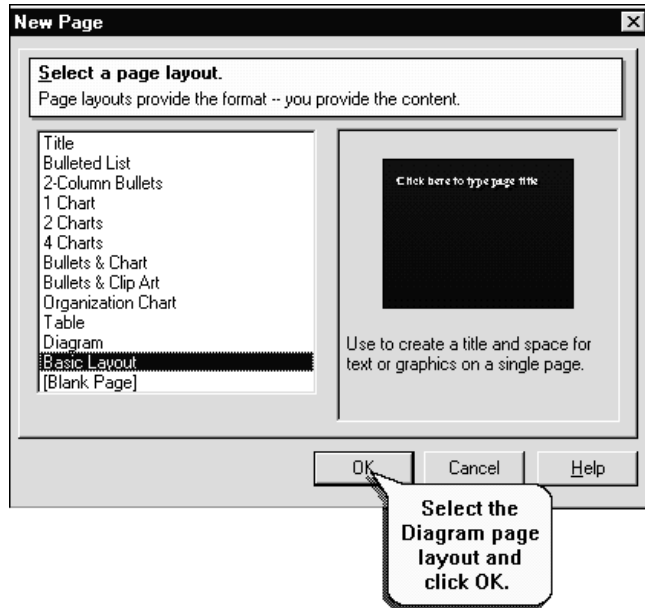 New Page
Select a page layout.
Page layouts provide the format -- you provide the content.
Title
Bulleted List
2-Column Bullets
1 Chart
2 Charts
4 Charts
Bullets & Chart
Bullets & Clip Art
Organization Chart
Table
Diagram
Basic Layout
[Blank Page]
Click here to type page title
Use to create a title and space for
text or graphics on a single page.
OK
Cancel
Help
Select the
Diagram page
layout and
click OK.